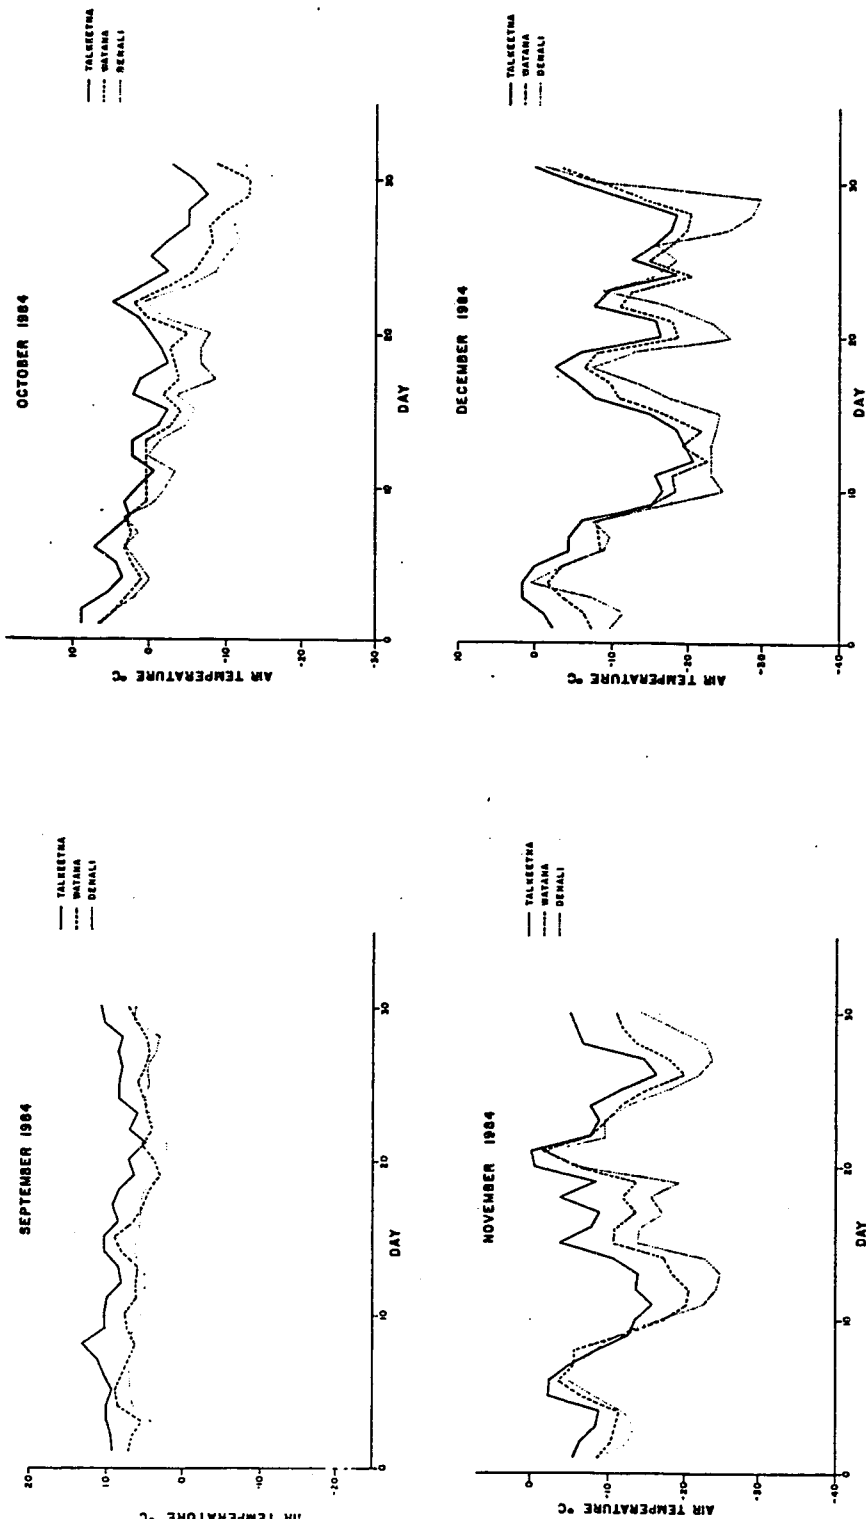 SEPTEMBER 1984
TALKEETNA
WATANA
DENALI
20
10
0
-10
-20
AIR TEMPERATURE °C
0
10
20
30
DAY
OCTOBER 1984
TALKEETNA
WATANA
DENALI
10
0
-10
-20
-30
AIR TEMPERATURE °C
0
10
20
30
DAY
NOVEMBER 1984
TALKEETNA
WATANA
DENALI
0
-10
-20
-30
-40
AIR TEMPERATURE °C
0
10
20
30
DAY
DECEMBER 1984
TALKEETNA
WATANA
DENALI
10
0
-10
-20
-30
-40
AIR TEMPERATURE °C
0
10
20
30
DAY